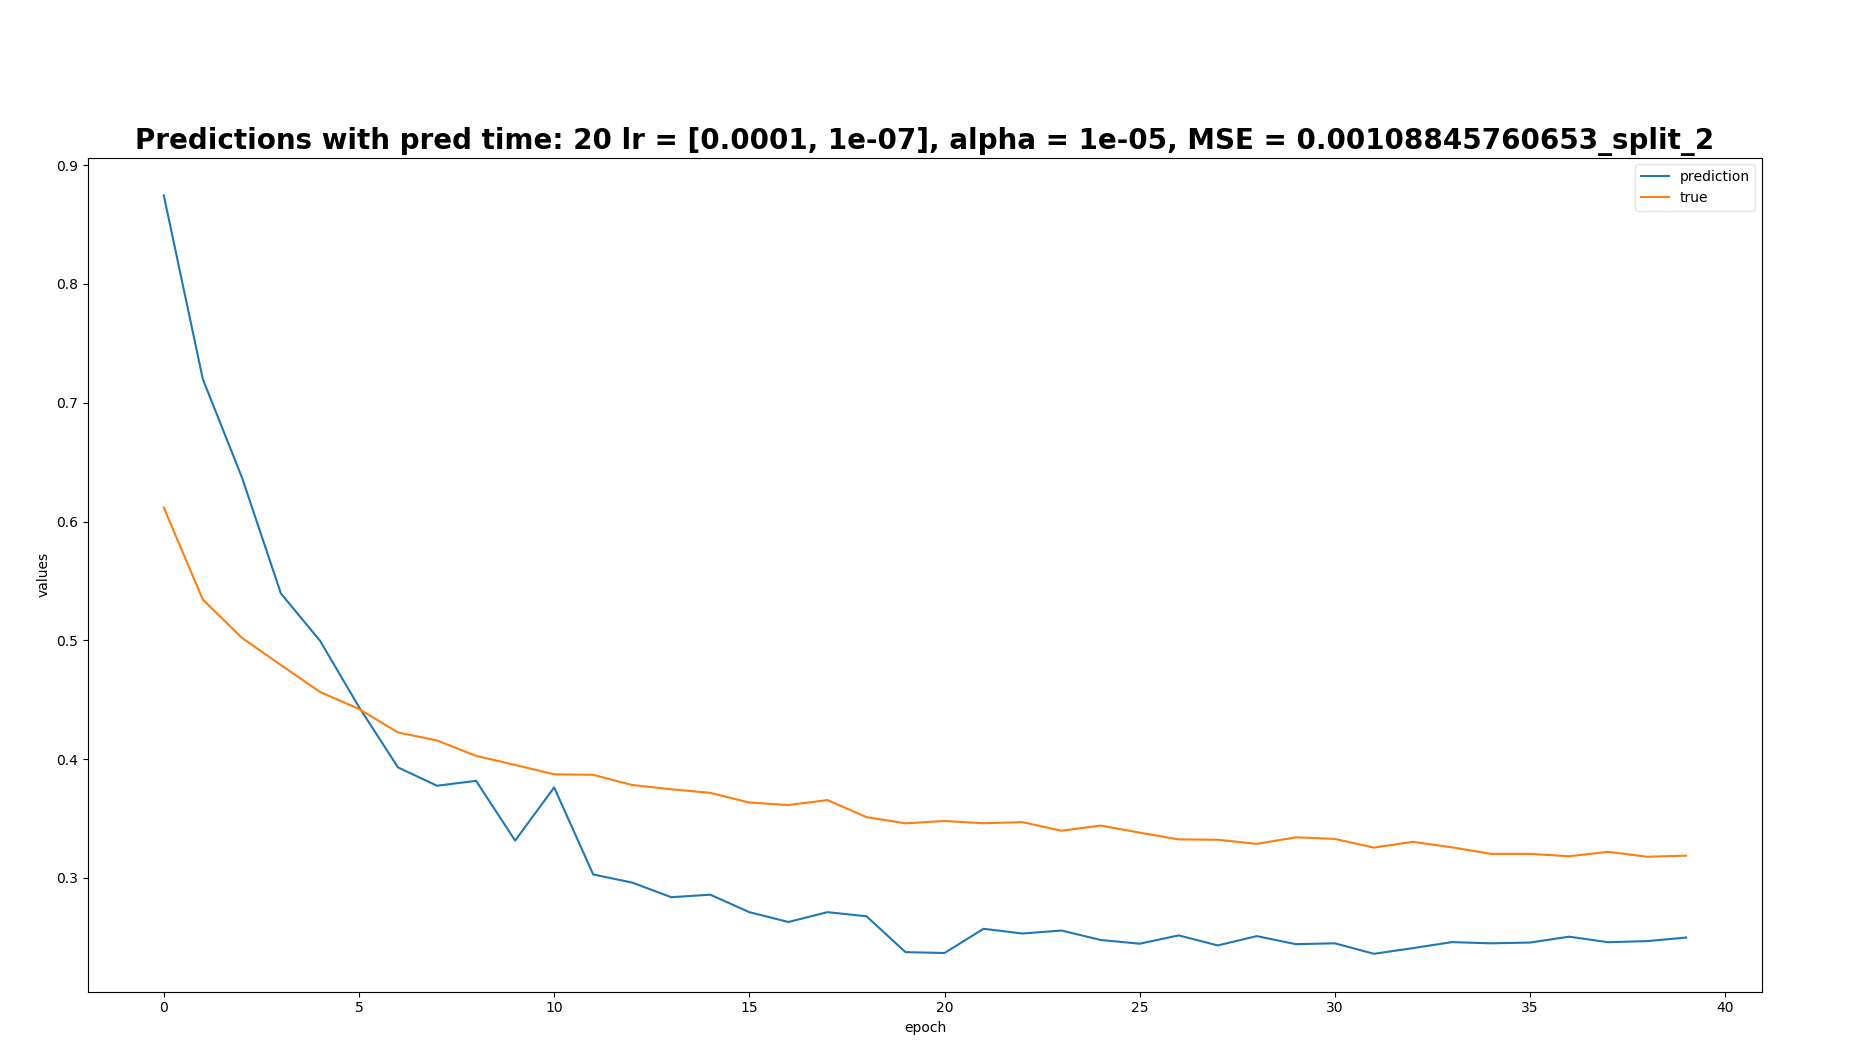 Predictions with pred time: 20 lr = [0.0001, 1e-07], alpha = 1e-05, MSE = 0.00108845760653_split_2
prediction
true
values
0.9
0.8
0.7
0.6
0.5
0.4
0.3
0 5 10 15 20 25 30 35 40
epoch